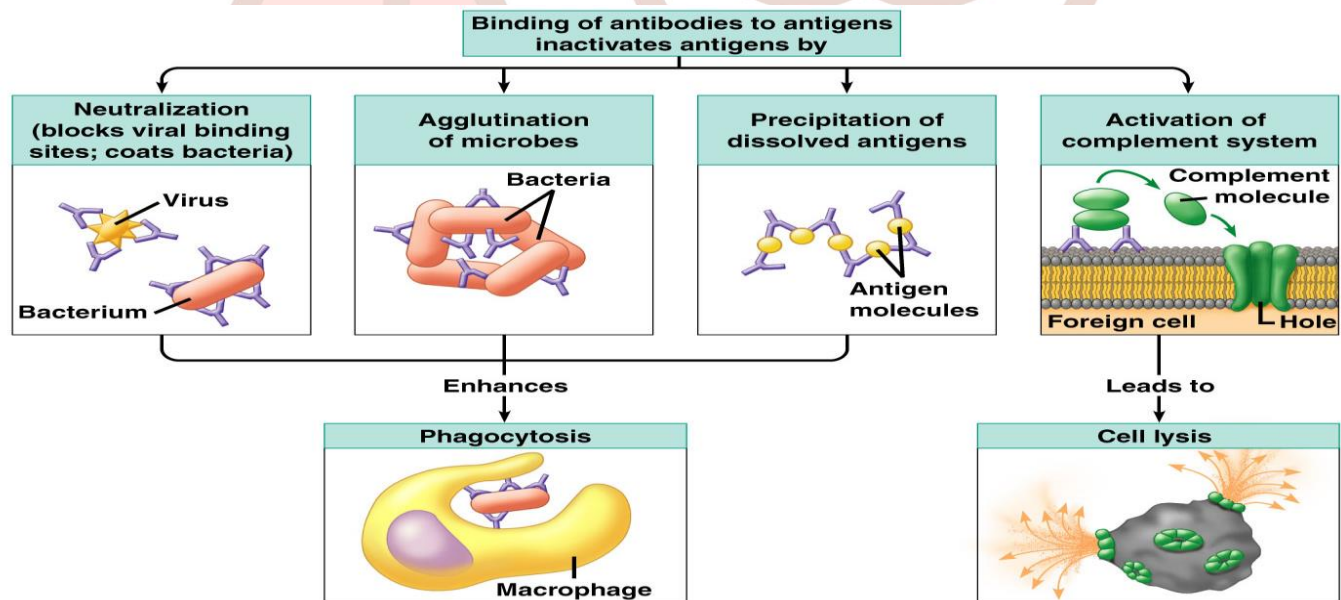 Binding of antibodies to antigens
inactivates antigens by
Neutralization
(blocks viral binding
sites; coats bacteria)
Agglutination
of microbes
Precipitation of
dissolved antigens
Activation of
complement system
Virus
Bacterium
Bacteria
Antigen
molecules
Complement
molecule
Foreign cell
Hole
Enhances
Leads to
Phagocytosis
Macrophage
Cell lysis